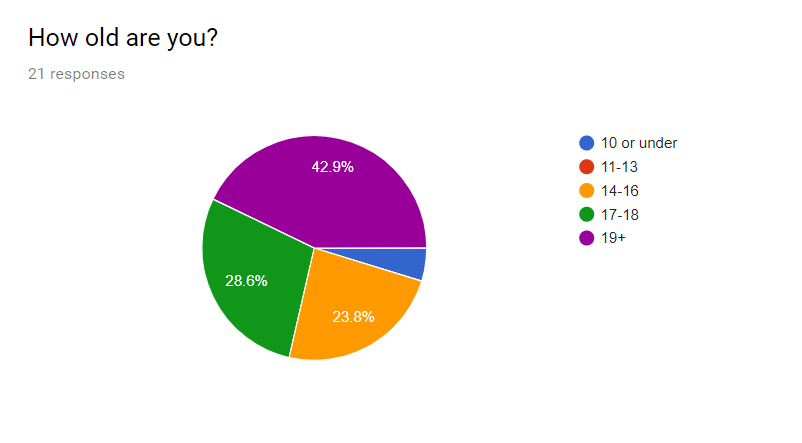 How old are you?
21 responses
42.9%
28.6%
23.8%
10 or under
11-13
14-16
17-18
19+